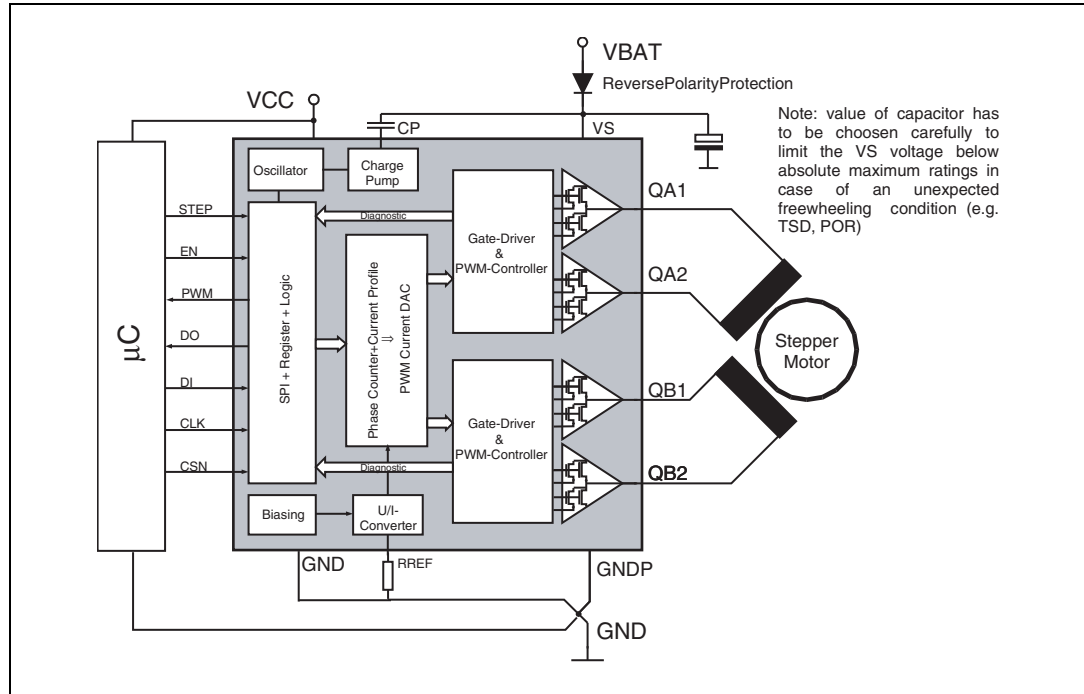 VBAT
ReversePolarityProtection
VCC
CP
VS
Note: value of capacitor has
to be choosen carefully to
limit the VS voltage below
absolute maximum ratings in
case of an unexpected
freewheeling condition (e.g.
TSD, POR)
Oscillator
Charge
Pump
QA1
STEP
Diagnostic
EN
Gate-Driver
&
PWM-Controller
QA2
PWM
µC
SPI + Register + Logic
Phase Counter+Current Profile
⇓
PWM Current DAC
DO
Stepper
Motor
DI
QB1
CLK
Gate-Driver
&
PWM-Controller
CSN
Diagnostic
QB2
Biasing
U/I-
Converter
GND
RREF
GNDP
GND